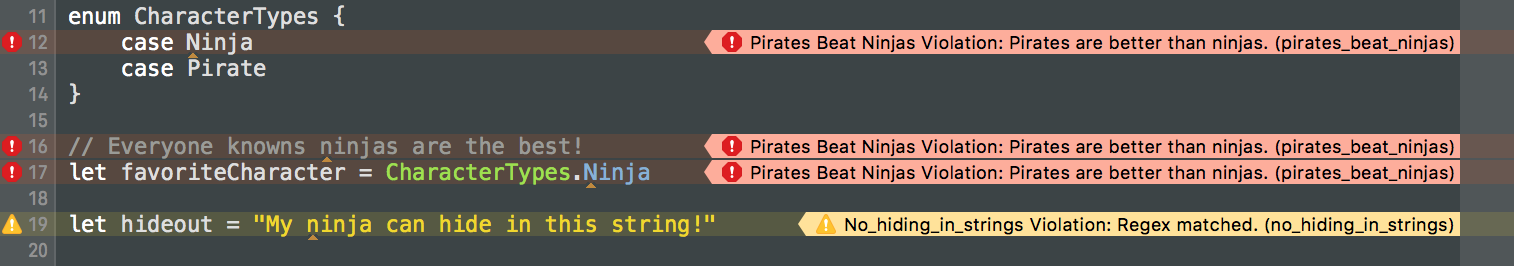 11 enum CharacterTypes {
12 case Ninja Pirates Beat Ninjas Violation: Pirates are better than ninjas. (pirates_beat_ninjas)
13 case Pirate
14 }
15
16 // Everyone knowns ninjas are the best! Pirates Beat Ninjas Violation: Pirates are better than ninjas. (pirates_beat_ninjas)
17 let favoriteCharacter = CharacterTypes.Ninja Pirates Beat Ninjas Violation: Pirates are better than ninjas. (pirates_beat_ninjas)
18
19 let hideout = "My ninja can hide in this string!" No_hiding_in_strings Violation: Regex matched. (no_hiding_in_strings)
20